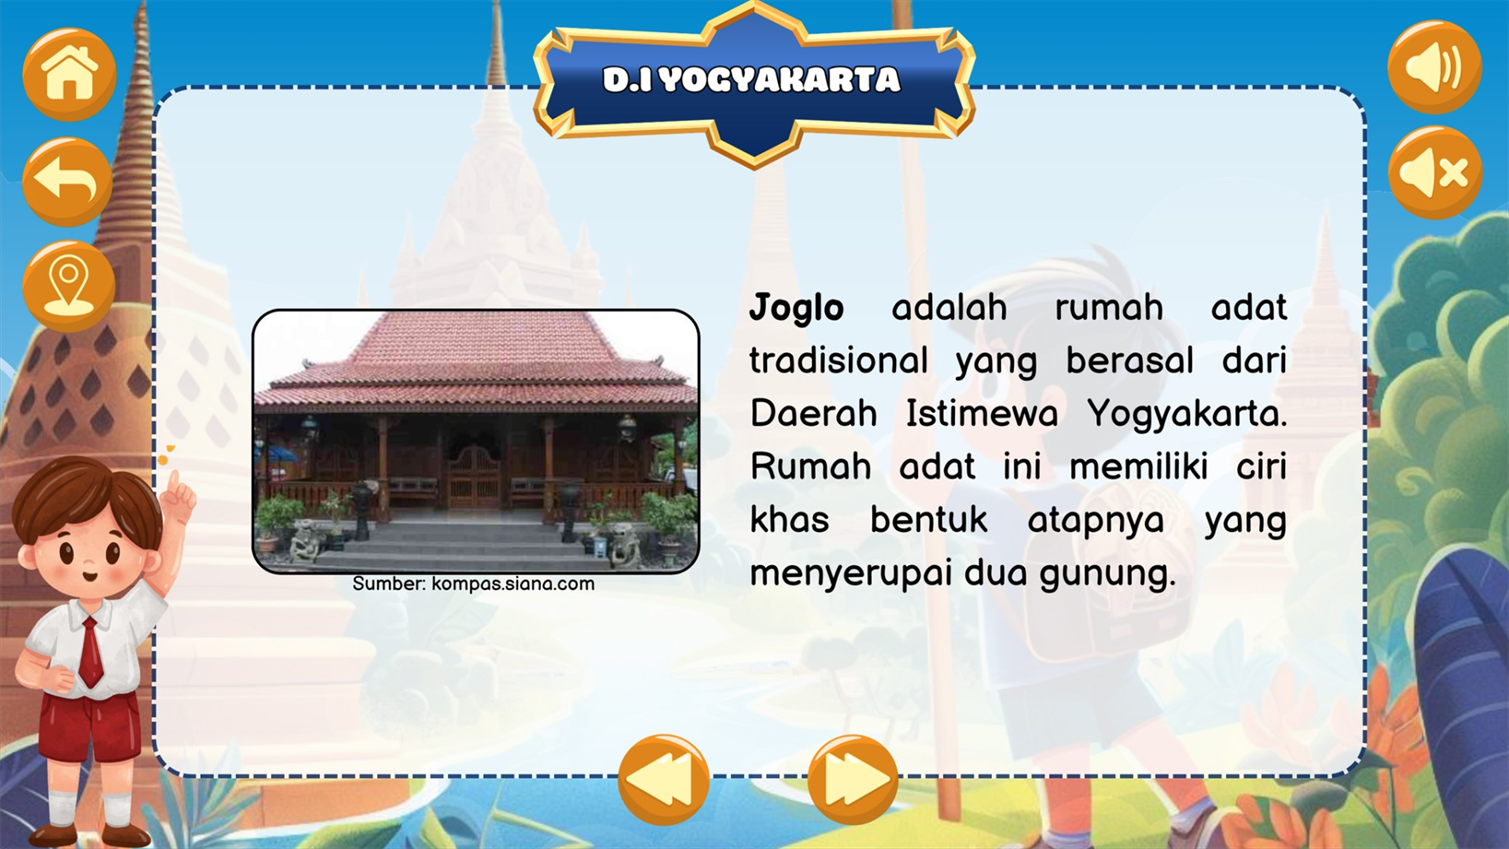 D.I YOGYAKARTA
Joglo adalah rumah adat
tradisional yang berasal dari
Daerah Istimewa Yogyakarta.
Rumah adat ini memiliki ciri
khas bentuk atapnya yang
menyerupai dua gunung.
Sumber: kompas.siana.com